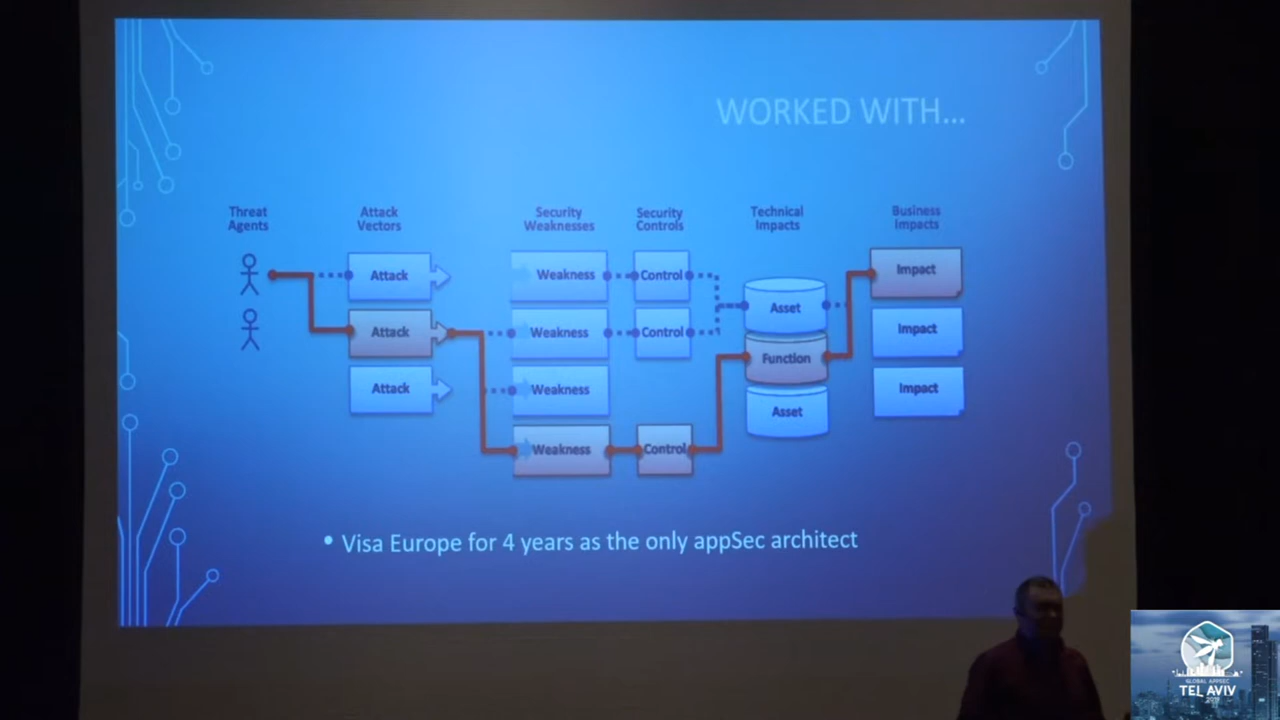 WORKED WITH...
Threat Agents
Attack Vectors
Security Weaknesses
Security Controls
Technical Impacts
Business Impacts
Attack
Weakness
Control
Asset
Impact
Attack
Weakness
Control
Function
Impact
Attack
Weakness
Asset
Impact
Weakness
Control
• Visa Europe for 4 years as the only appSec architect
GLOBAL APPSEC
TEL AVIV